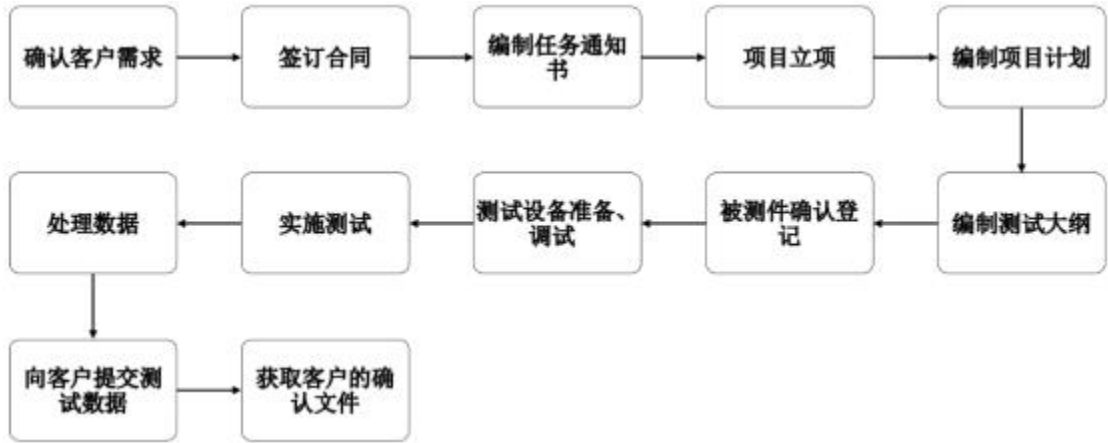 确认客户需求
签订合同
编制任务通知
书
项目立项
编制项目计划
处理数据
实施测试
测试设备准备、
调试
被测件确认登
记
编制测试大纲
向客户提交测
试数据
获取客户的确
认文件